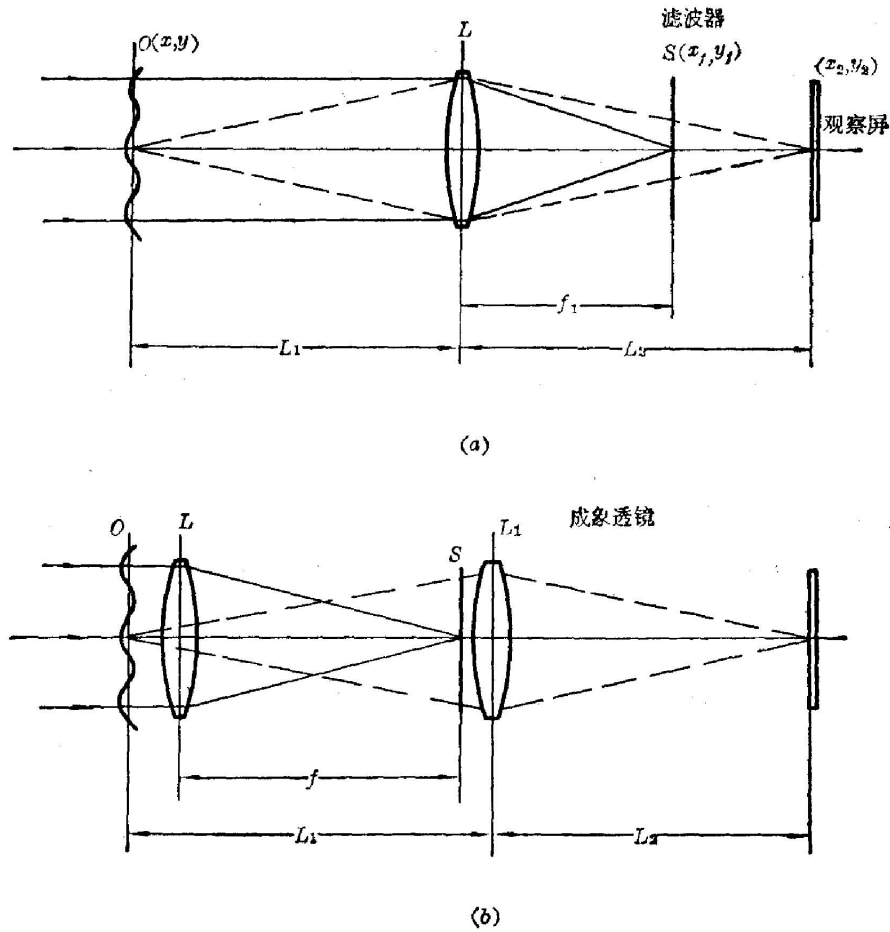 滤波器
O(x,y)
L
S(x_f,y_f)
(x_2,y_2)
观察屏
f_1
L_1
L_2
(a)
O
L
L_1
成象透镜
S
f
L_1
L_2
(b)